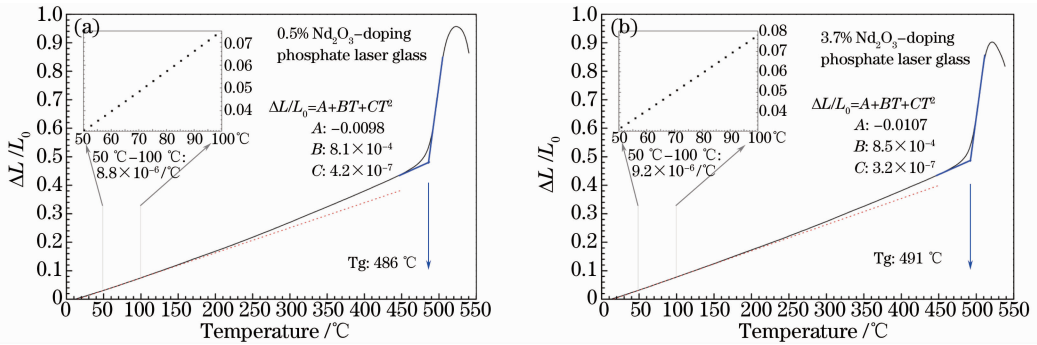 (a)
0.5% Nd₂O₃−doping
phosphate laser glass
ΔL/L₀=A+BT+CT²
A: −0.0098
B: 8.1×10⁻⁴
C: 4.2×10⁻⁷
0.07
0.06
0.05
0.04
50 60 70 80 90 100℃
50 ℃−100 ℃:
8.8×10⁻⁶/℃
Tg: 486 ℃
1.0
0.9
0.8
0.7
0.6
0.5
0.4
0.3
0.2
0.1
0
ΔL/L₀
0 50 100 150 200 250 300 350 400 450 500 550
Temperature /℃
(b)
3.7% Nd₂O₃−doping
phosphate laser glass
ΔL/L₀=A+BT+CT²
A: −0.0107
B: 8.5×10⁻⁴
C: 3.2×10⁻⁷
0.08
0.07
0.06
0.05
0.04
50 60 70 80 90 100℃
50 ℃−100 ℃:
9.2×10⁻⁶/℃
Tg: 491 ℃
1.0
0.9
0.8
0.7
0.6
0.5
0.4
0.3
0.2
0.1
0
ΔL/L₀
0 50 100 150 200 250 300 350 400 450 500 550
Temperature /℃